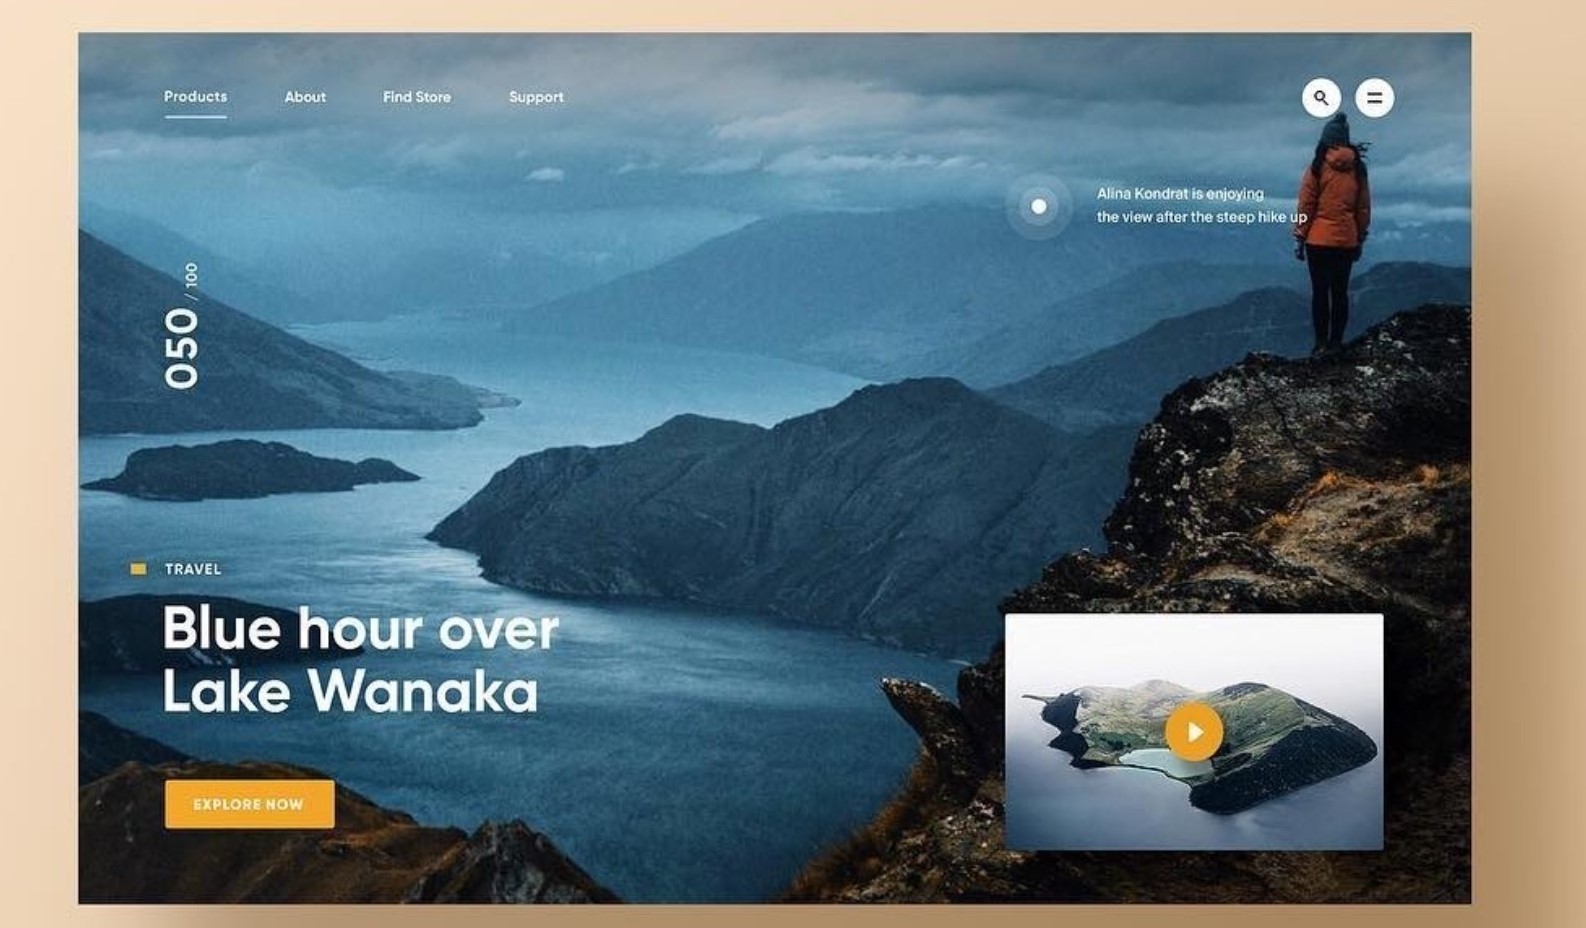 Products
About
Find Store
Support
Alina Kondrat is enjoying
the view after the steep hike up
050 / 100
TRAVEL
Blue hour over
Lake Wanaka
EXPLORE NOW